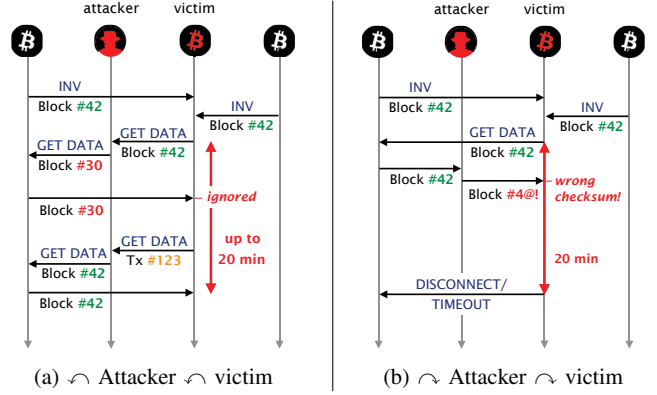 attacker victim
INV
Block #42
INV
Block #42
GET DATA
Block #42
GET DATA
Block #30
ignored
Block #30
up to
20 min
GET DATA
Tx #123
GET DATA
Block #42
Block #42
(a) ↶ Attacker ↶ victim
attacker victim
INV
Block #42
INV
Block #42
GET DATA
Block #42
Block #42
Block #4@!
wrong
checksum!
20 min
DISCONNECT/
TIMEOUT
(b) ↷ Attacker ↷ victim